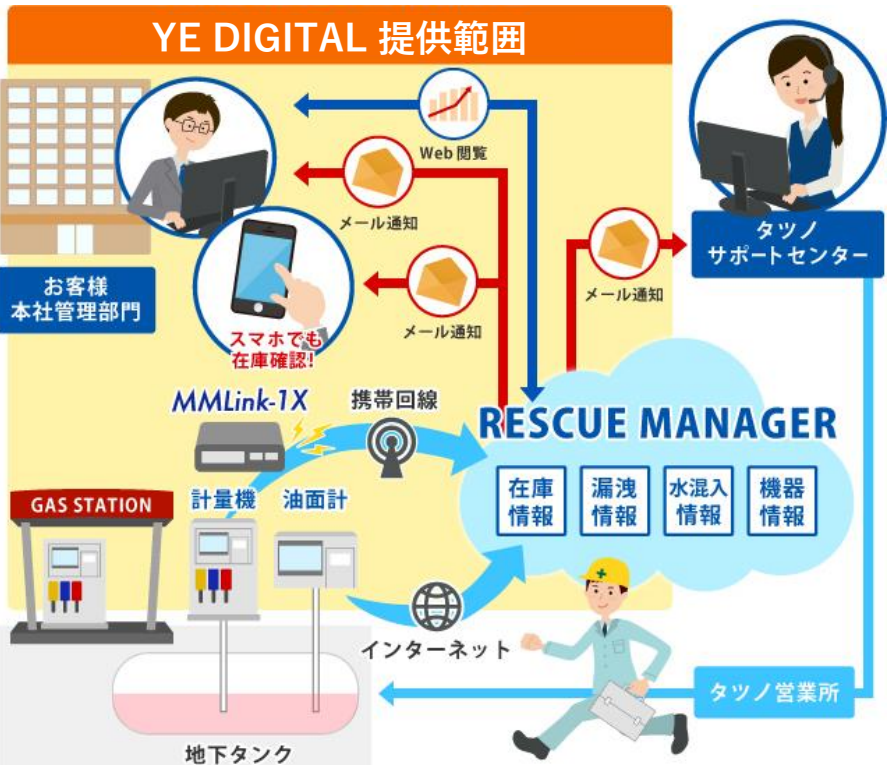 YE DIGITAL 提供範囲
Web閲覧
メール通知
お客様
本社管理部門
スマホでも
在庫確認!
メール通知
メール通知
タツノ
サポートセンター
MMLink-1X
携帯回線
RESCUE MANAGER
在庫
情報
漏洩
情報
水混入
情報
機器
情報
GAS STATION
計量機
油面計
インターネット
タツノ営業所
地下タンク